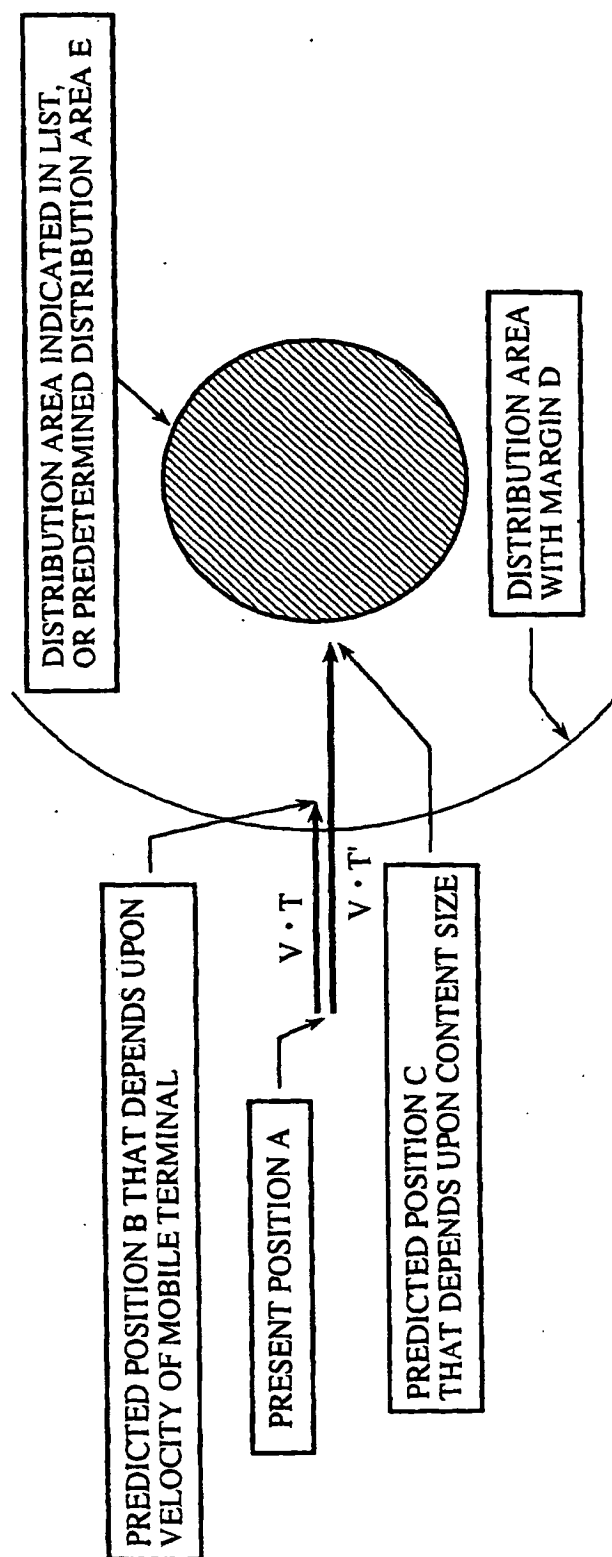 DISTRIBUTION AREA INDICATED IN LIST,
OR PREDETERMINED DISTRIBUTION AREA E
PREDICTED POSITION B THAT DEPENDS UPON
VELOCITY OF MOBILE TERMINAL
V · T
V · T'
PRESENT POSITION A
PREDICTED POSITION C
THAT DEPENDS UPON CONTENT SIZE
DISTRIBUTION AREA
WITH MARGIN D